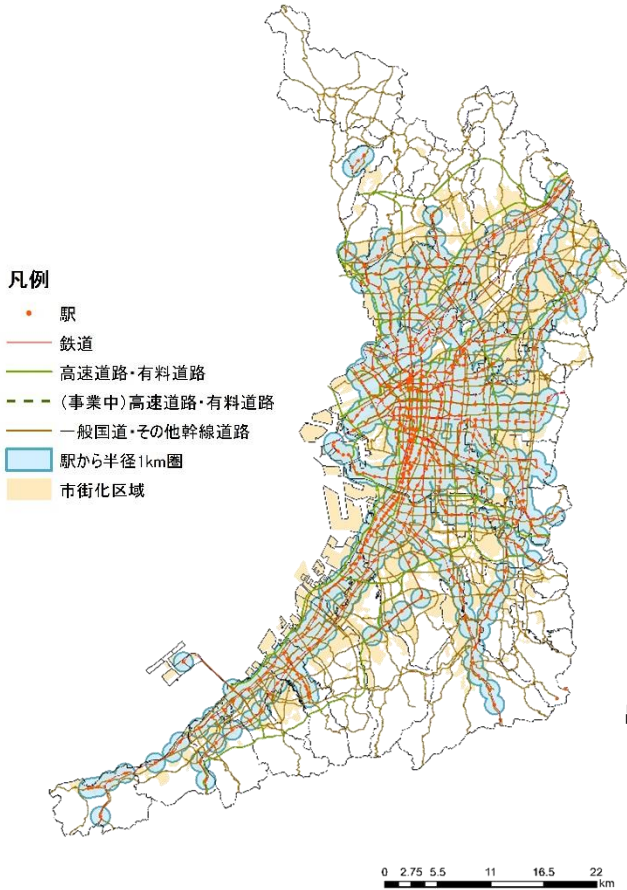 凡例
駅
鉄道
高速道路・有料道路
(事業中)高速道路・有料道路
一般国道・その他幹線道路
駅から半径1km圏
市街化区域
0 2.75 5.5 11 16.5 22
km